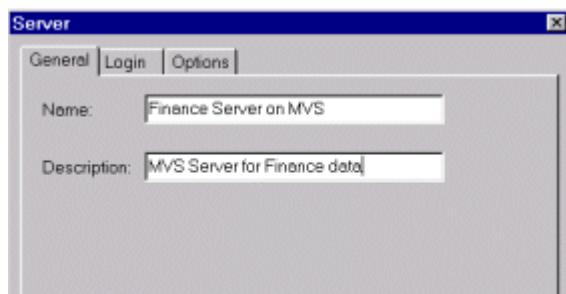 Server
General Login Options
Name: Finance Server on MVS
Description: MVS Server for Finance data